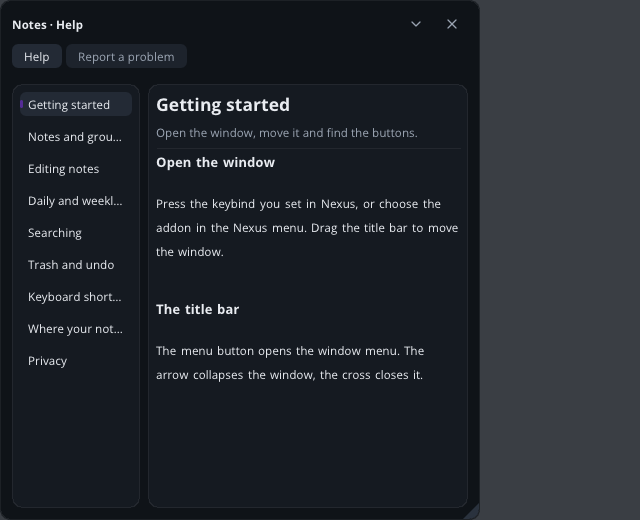 Notes · Help
Help
Report a problem
Getting started
Notes and grou...
Editing notes
Daily and weekl...
Searching
Trash and undo
Keyboard short...
Where your not...
Privacy
Getting started
Open the window, move it and find the buttons.
Open the window
Press the keybind you set in Nexus, or choose the
addon in the Nexus menu. Drag the title bar to move
the window.
The title bar
The menu button opens the window menu. The
arrow collapses the window, the cross closes it.